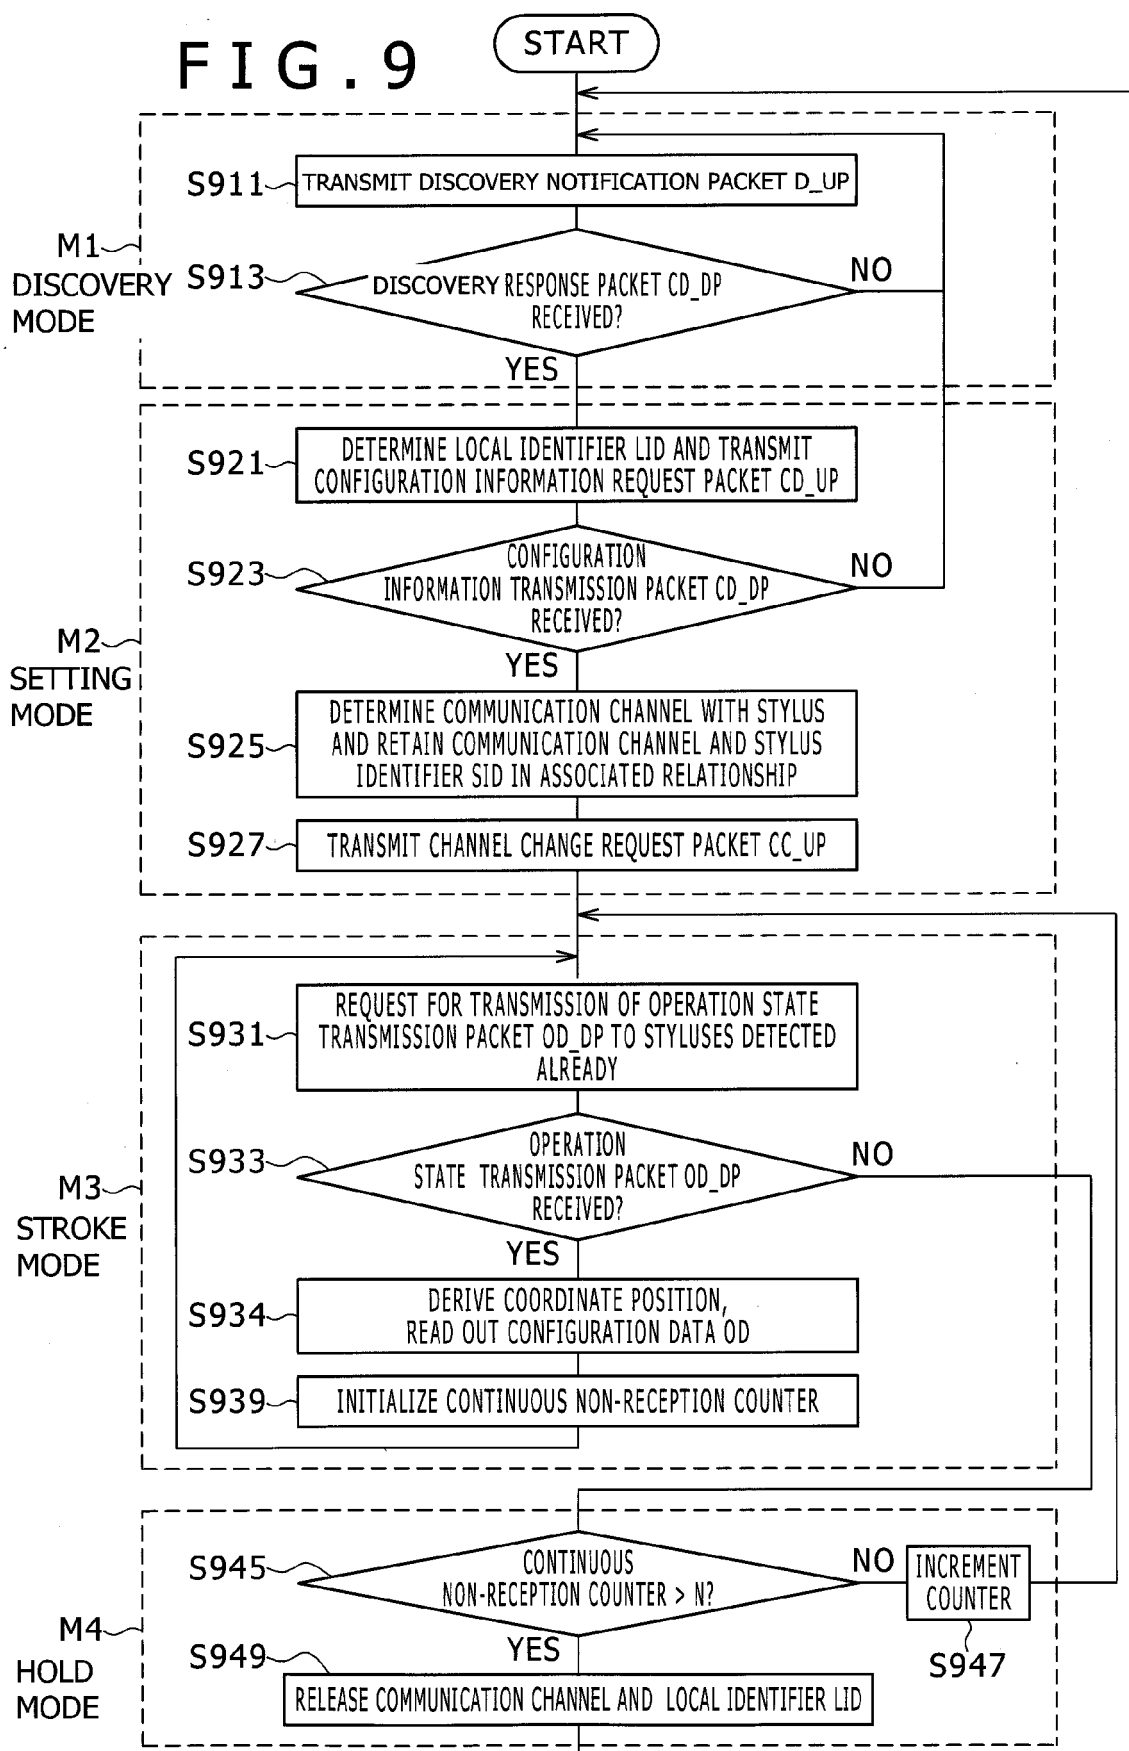 FIG.9
START
S911
TRANSMIT DISCOVERY NOTIFICATION PACKET D_UP
M1
DISCOVERY
MODE
S913
DISCOVERY RESPONSE PACKET CD_DP
RECEIVED?
NO
YES
S921
DETERMINE LOCAL IDENTIFIER LID AND TRANSMIT
CONFIGURATION INFORMATION REQUEST PACKET CD_UP
S923
CONFIGURATION
INFORMATION TRANSMISSION PACKET CD_DP
RECEIVED?
NO
YES
M2
SETTING
MODE
S925
DETERMINE COMMUNICATION CHANNEL WITH STYLUS
AND RETAIN COMMUNICATION CHANNEL AND STYLUS
IDENTIFIER SID IN ASSOCIATED RELATIONSHIP
S927
TRANSMIT CHANNEL CHANGE REQUEST PACKET CC_UP
S931
REQUEST FOR TRANSMISSION OF OPERATION STATE
TRANSMISSION PACKET OD_DP TO STYLUSES DETECTED
ALREADY
S933
OPERATION
STATE TRANSMISSION PACKET OD_DP
RECEIVED?
NO
YES
M3
STROKE
MODE
S934
DERIVE COORDINATE POSITION,
READ OUT CONFIGURATION DATA OD
S939
INITIALIZE CONTINUOUS NON-RECEPTION COUNTER
S945
CONTINUOUS
NON-RECEPTION COUNTER > N?
NO
INCREMENT
COUNTER
S947
YES
M4
HOLD
MODE
S949
RELEASE COMMUNICATION CHANNEL AND LOCAL IDENTIFIER LID